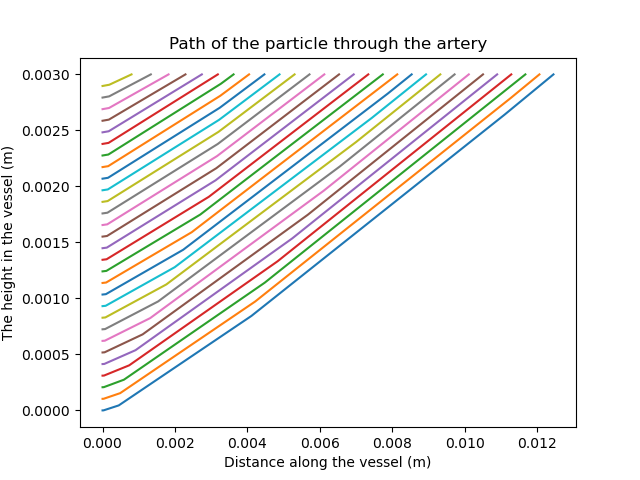 Path of the particle through the artery
The height in the vessel (m)
0.0030
0.0025
0.0020
0.0015
0.0010
0.0005
0.0000
0.000 0.002 0.004 0.006 0.008 0.010 0.012
Distance along the vessel (m)